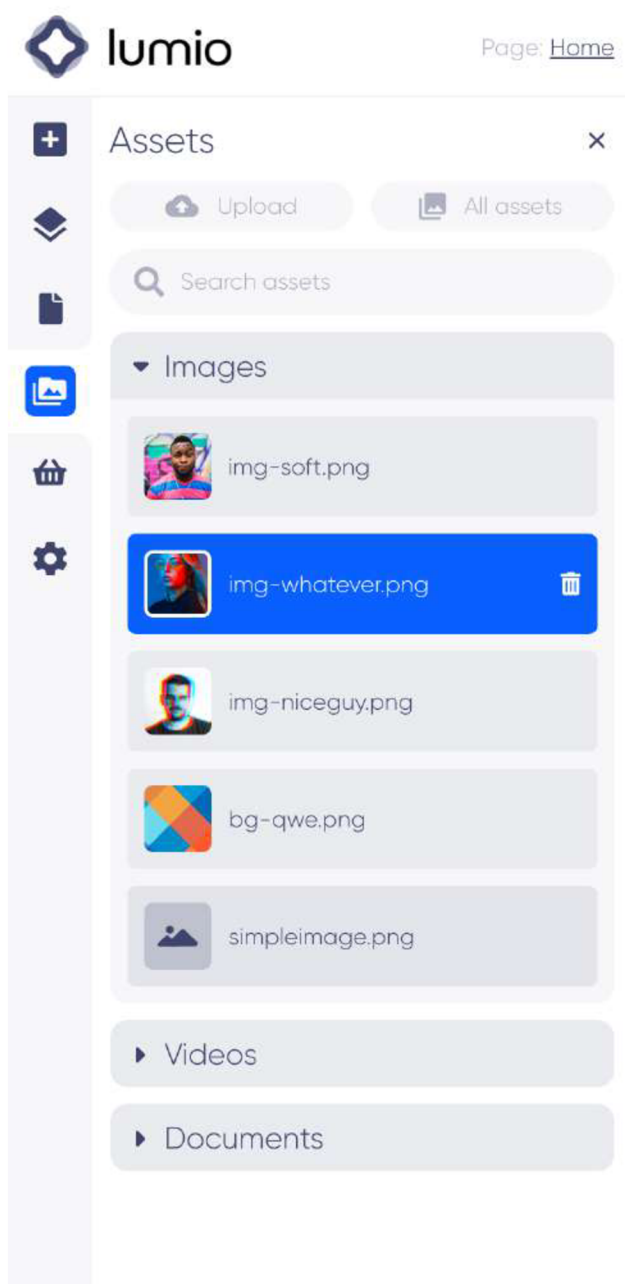 lumio
Page: Home
Assets
Upload
All assets
Search assets
Images
img-soft.png
img-whatever.png
img-niceguy.png
bg-qwe.png
simpleimage.png
Videos
Documents